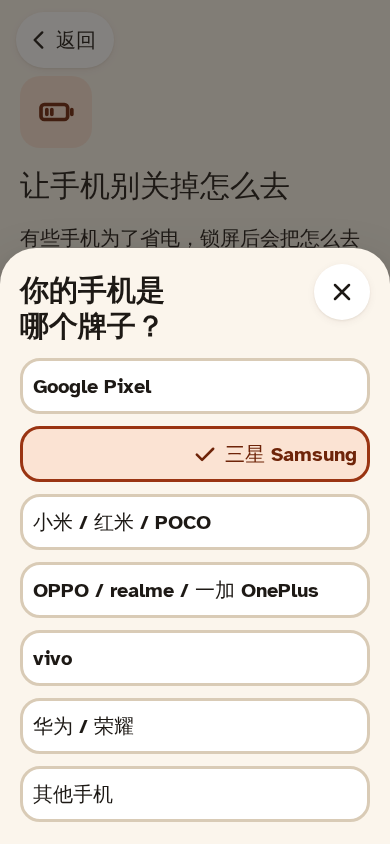 返回
让手机别关掉怎么去
有些手机为了省电，锁屏后会把怎么去
你的手机是
哪个牌子？
Google Pixel
三星 Samsung
小米 / 红米 / POCO
OPPO / realme / 一加 OnePlus
vivo
华为 / 荣耀
其他手机